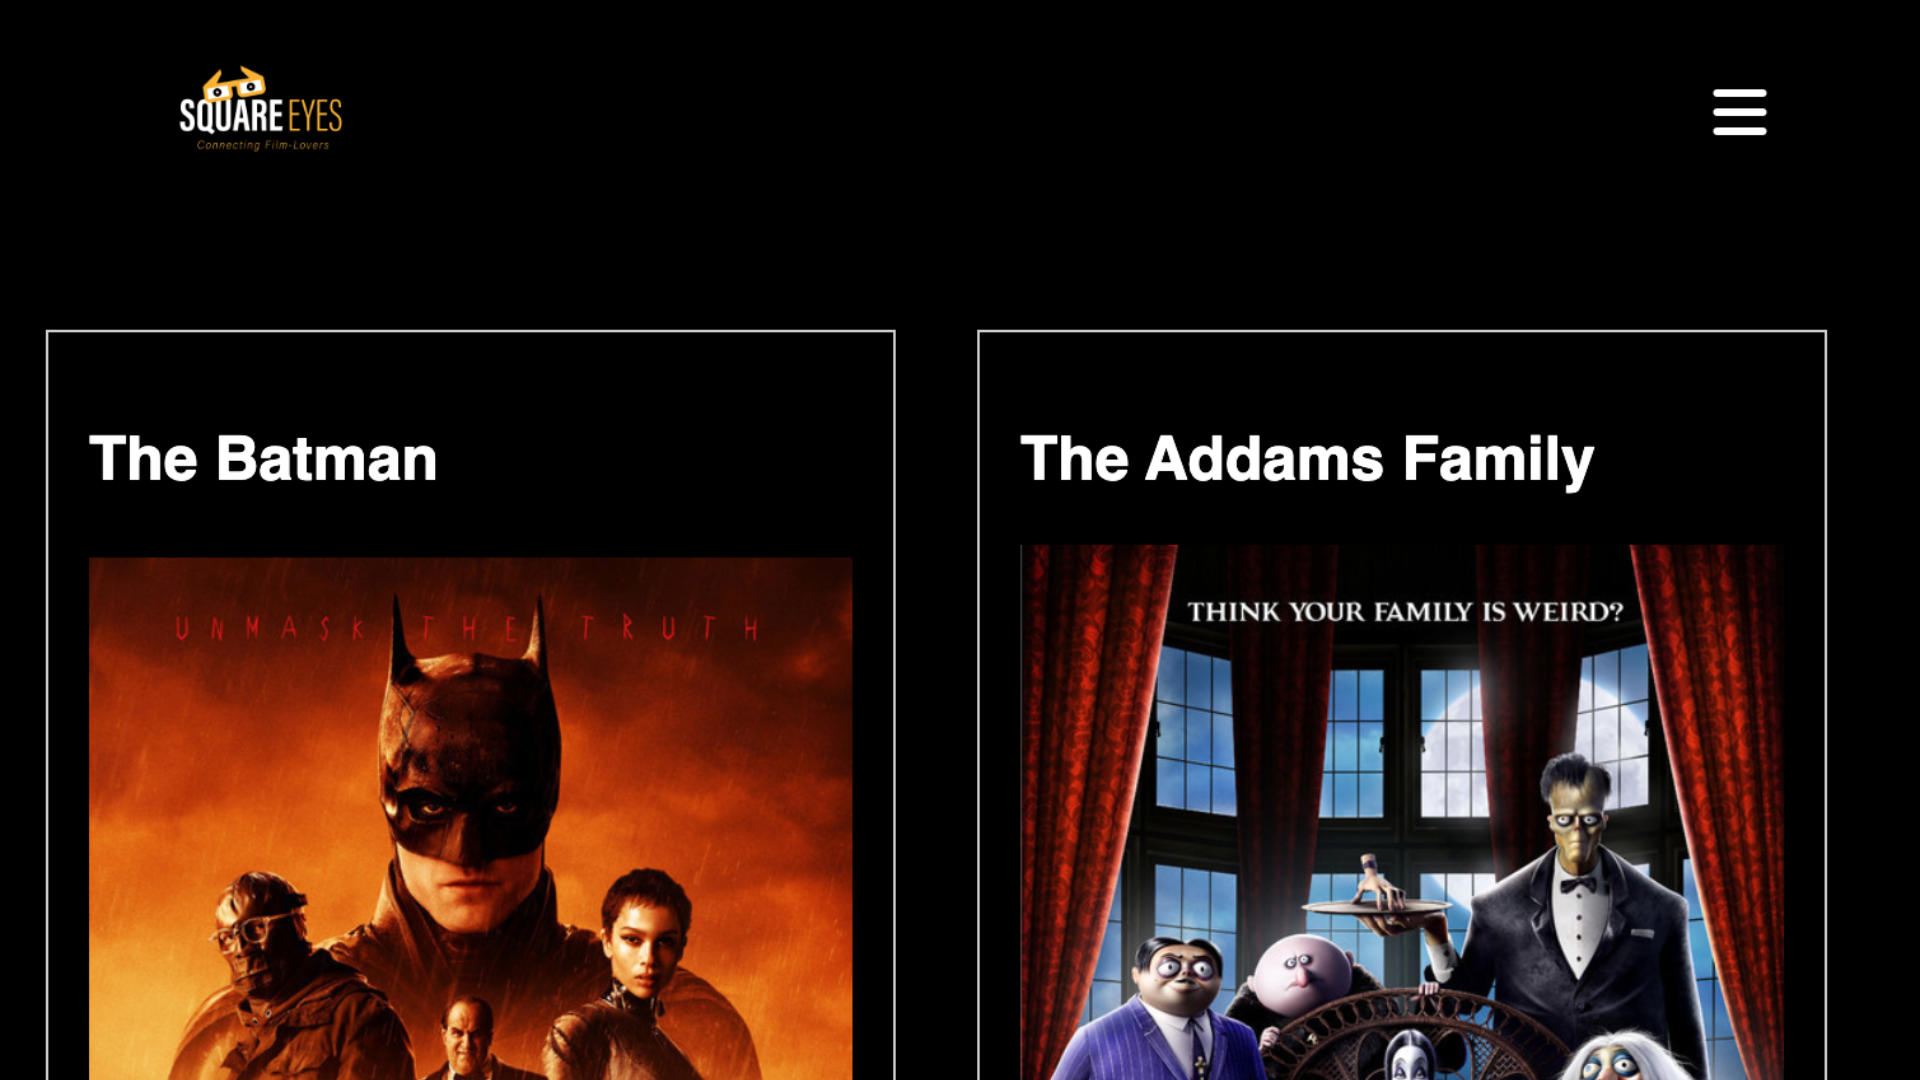 SQUARE EYES
Connecting Film-Lovers
The Batman
The Addams Family
UNMASK THE TRUTH
THINK YOUR FAMILY IS WEIRD?